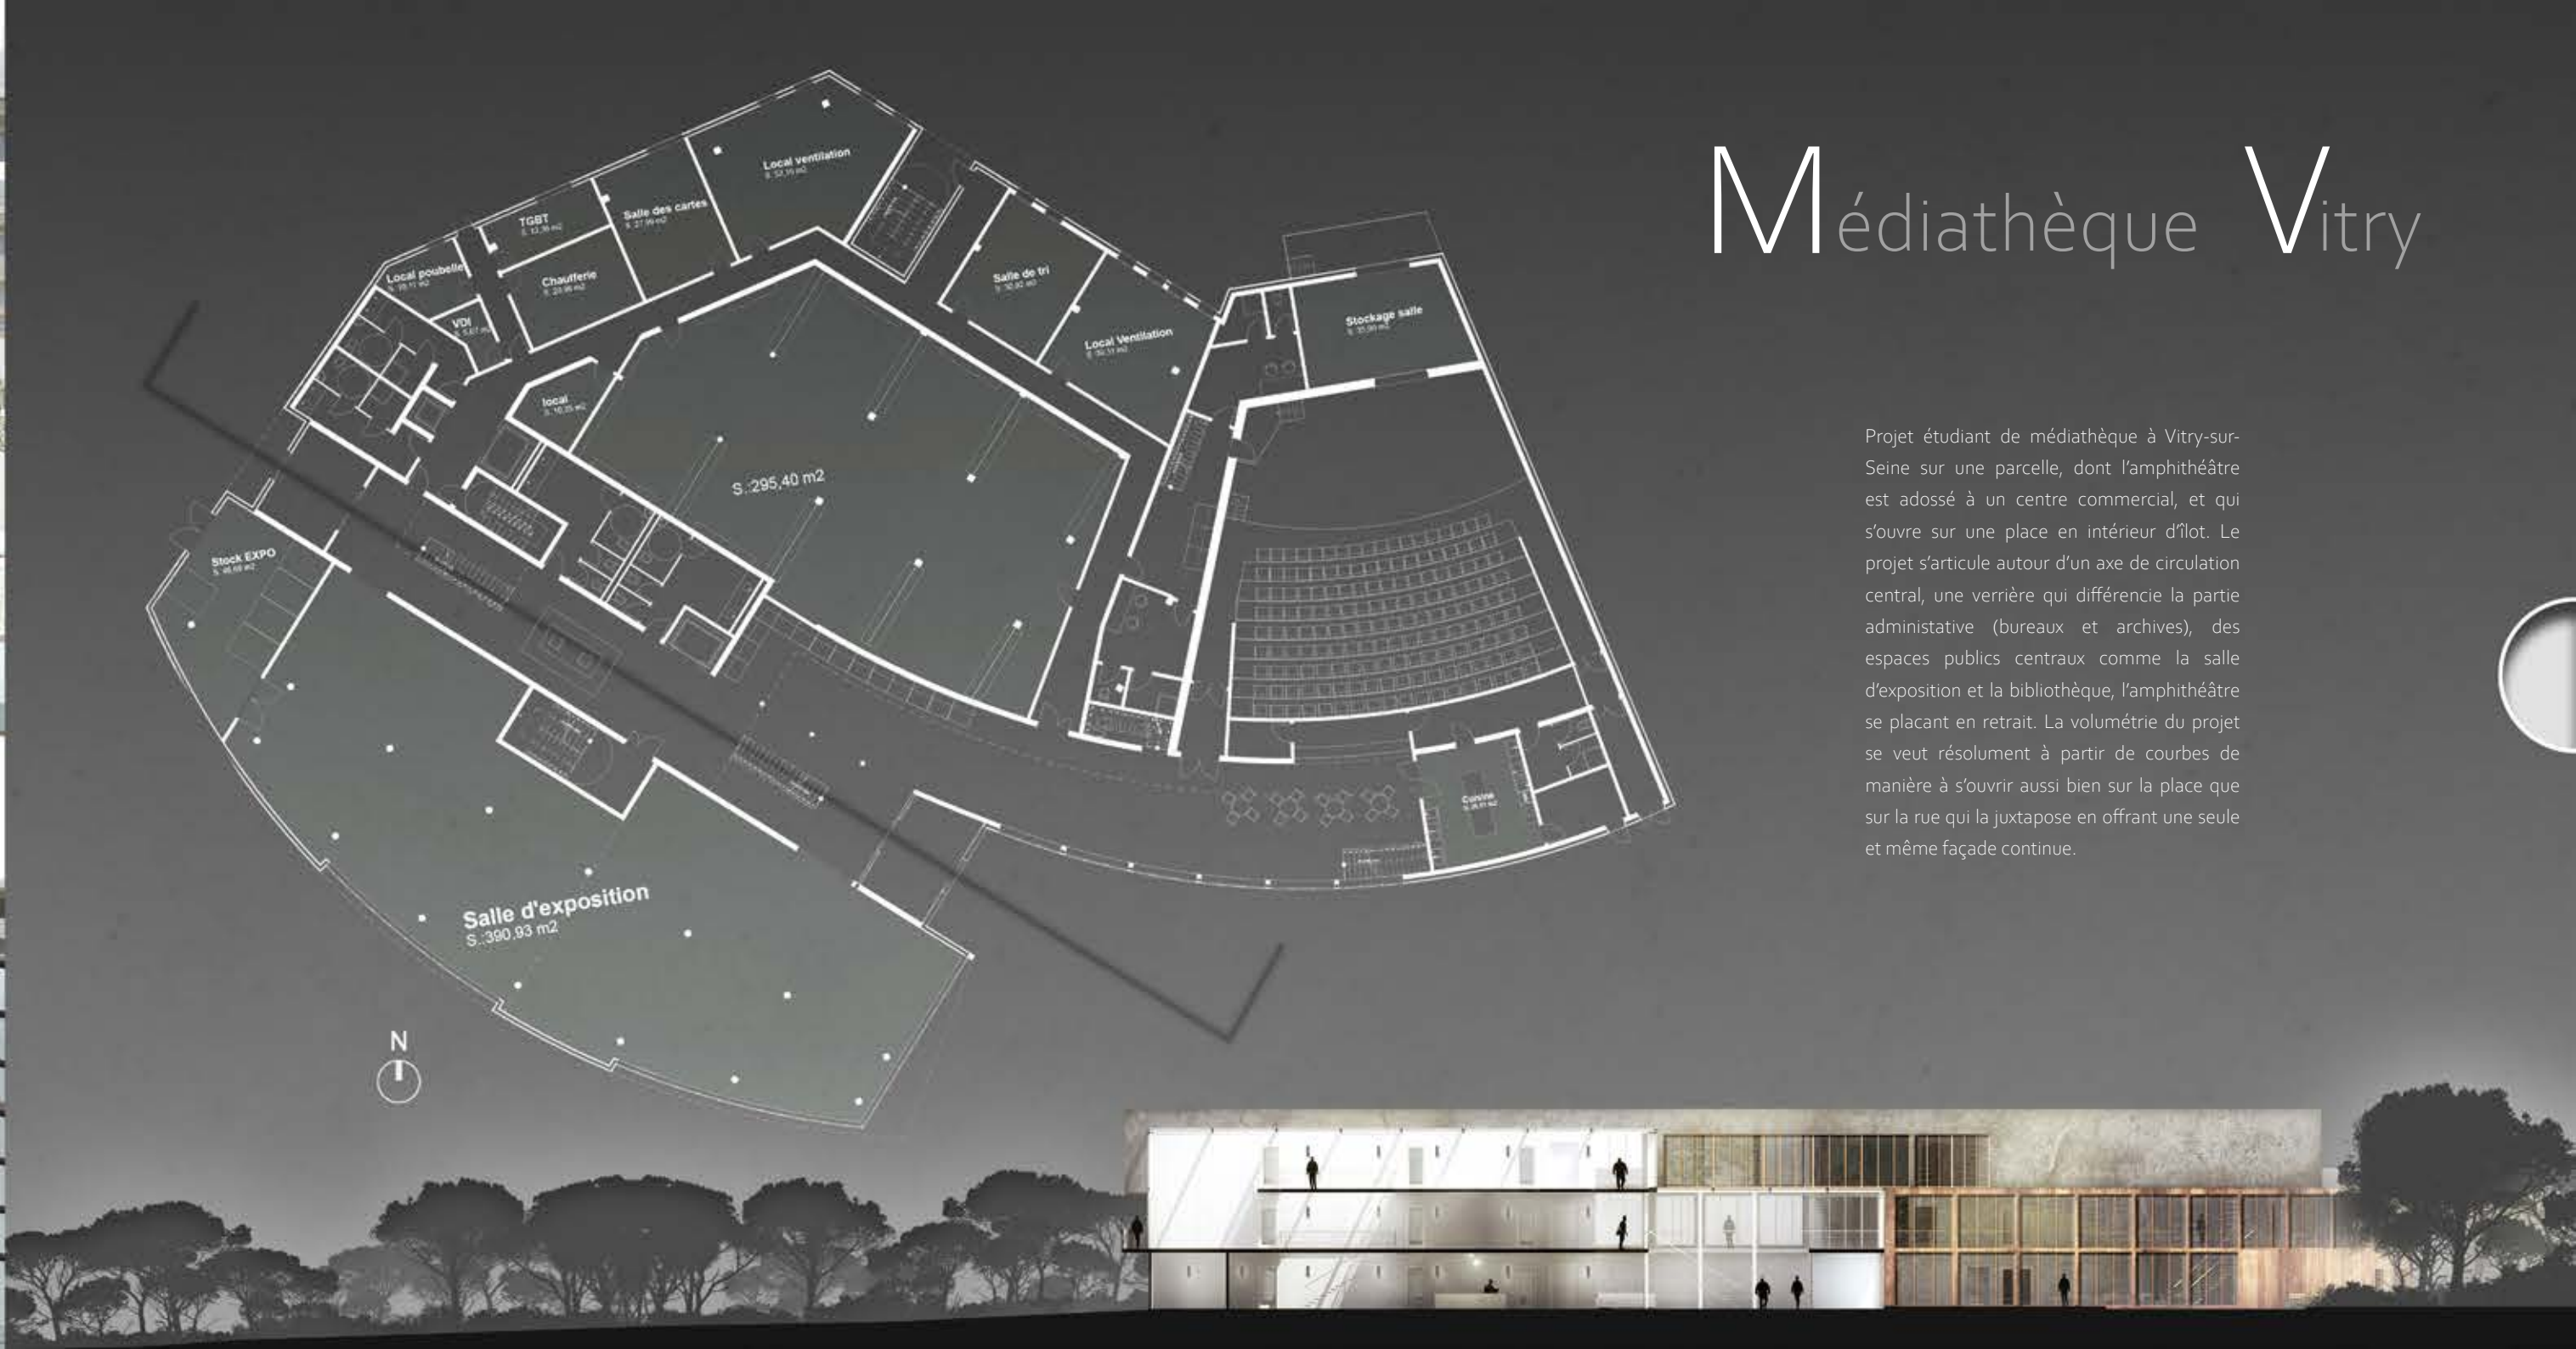 Médiathèque Vitry
Projet étudiant de médiathèque à Vitry-sur-
Seine sur une parcelle, dont l’amphithéâtre
est adossé à un centre commercial, et qui
s’ouvre sur une place en intérieur d’îlot. Le
projet s’articule autour d’un axe de circulation
central, une verrière qui différencie la partie
administative (bureaux et archives), des
espaces publics centraux comme la salle
d’exposition et la bibliothèque, l’amphithéâtre
se placant en retrait. La volumétrie du projet
se veut résolument à partir de courbes de
manière à s’ouvrir aussi bien sur la place que
sur la rue qui la juxtapose en offrant une seule
et même façade continue.
Local ventilation
Salle des cartes
TGBT
Chaufferie
Local poubelle
VDI
local
Salle de tri
Local Ventilation
Stockage salle
S.:295,40 m2
Stock EXPO
Cuisine
Salle d'exposition
S.:390,93 m2
N